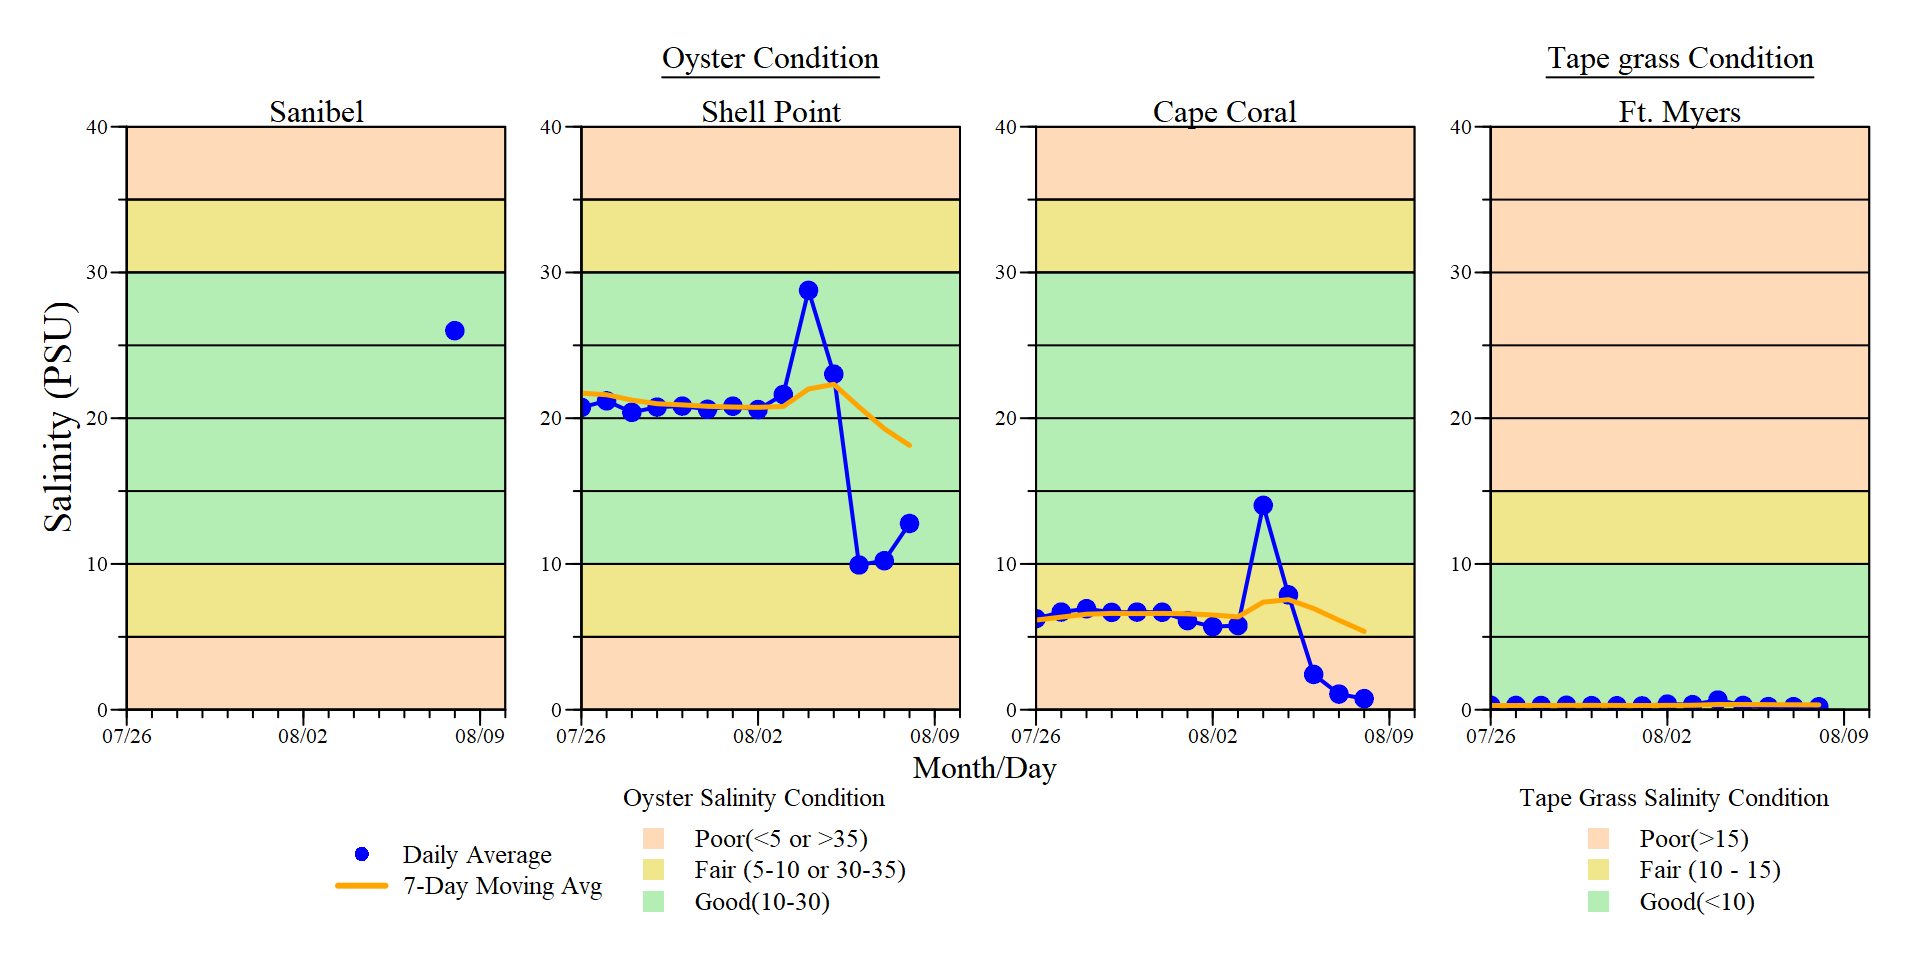 Oyster Condition
Tape grass Condition
Sanibel
Shell Point
Cape Coral
Ft. Myers
40
30
20
10
0
40
30
20
10
0
40
30
20
10
0
40
30
20
10
0
Salinity (PSU)
07/26 08/02 08/09
07/26 08/02 08/09
07/26 08/02 08/09
07/26 08/02 08/09
Month/Day
Daily Average
7-Day Moving Avg
Oyster Salinity Condition
Poor(<5 or >35)
Fair (5-10 or 30-35)
Good(10-30)
Tape Grass Salinity Condition
Poor(>15)
Fair (10 - 15)
Good(<10)